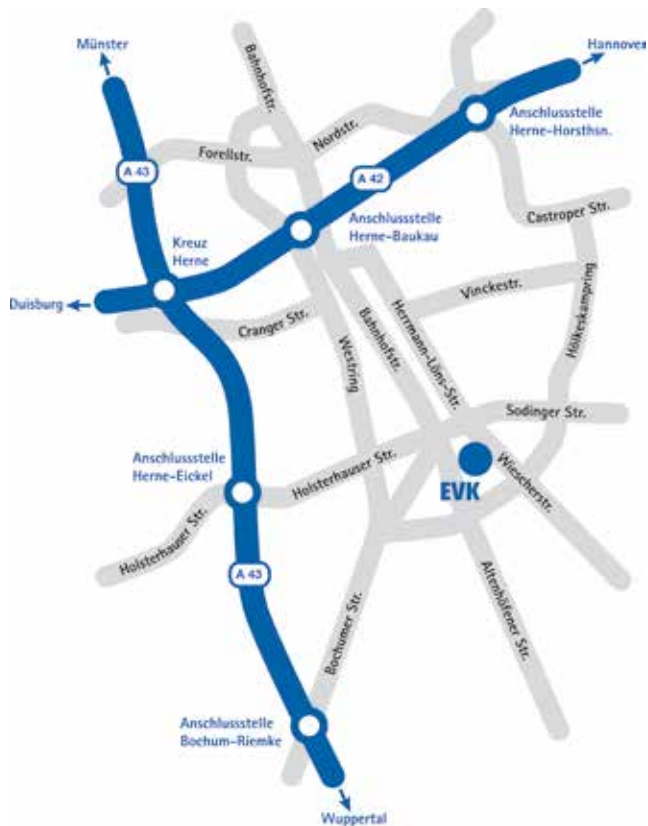 Münster
Hannover
Bahnhofstr.
Anschlussstelle
Herne-Horsthsn.
Nordstr.
Forellstr.
A 43
A 42
Castroper Str.
Anschlussstelle
Herne-Baukau
Kreuz
Herne
Duisburg
Vinckestr.
Cranger Str.
Herrmann-Löns-Str.
Bahnhofstr.
Westring
Hölkeskampring
Sodinger Str.
Anschlussstelle
Herne-Eickel
Holsterhauser Str.
Wiescherstr.
EVK
Holsterhauser Str.
A 43
Altenhöfener Str.
Bochumer Str.
Anschlussstelle
Bochum-Riemke
Wuppertal